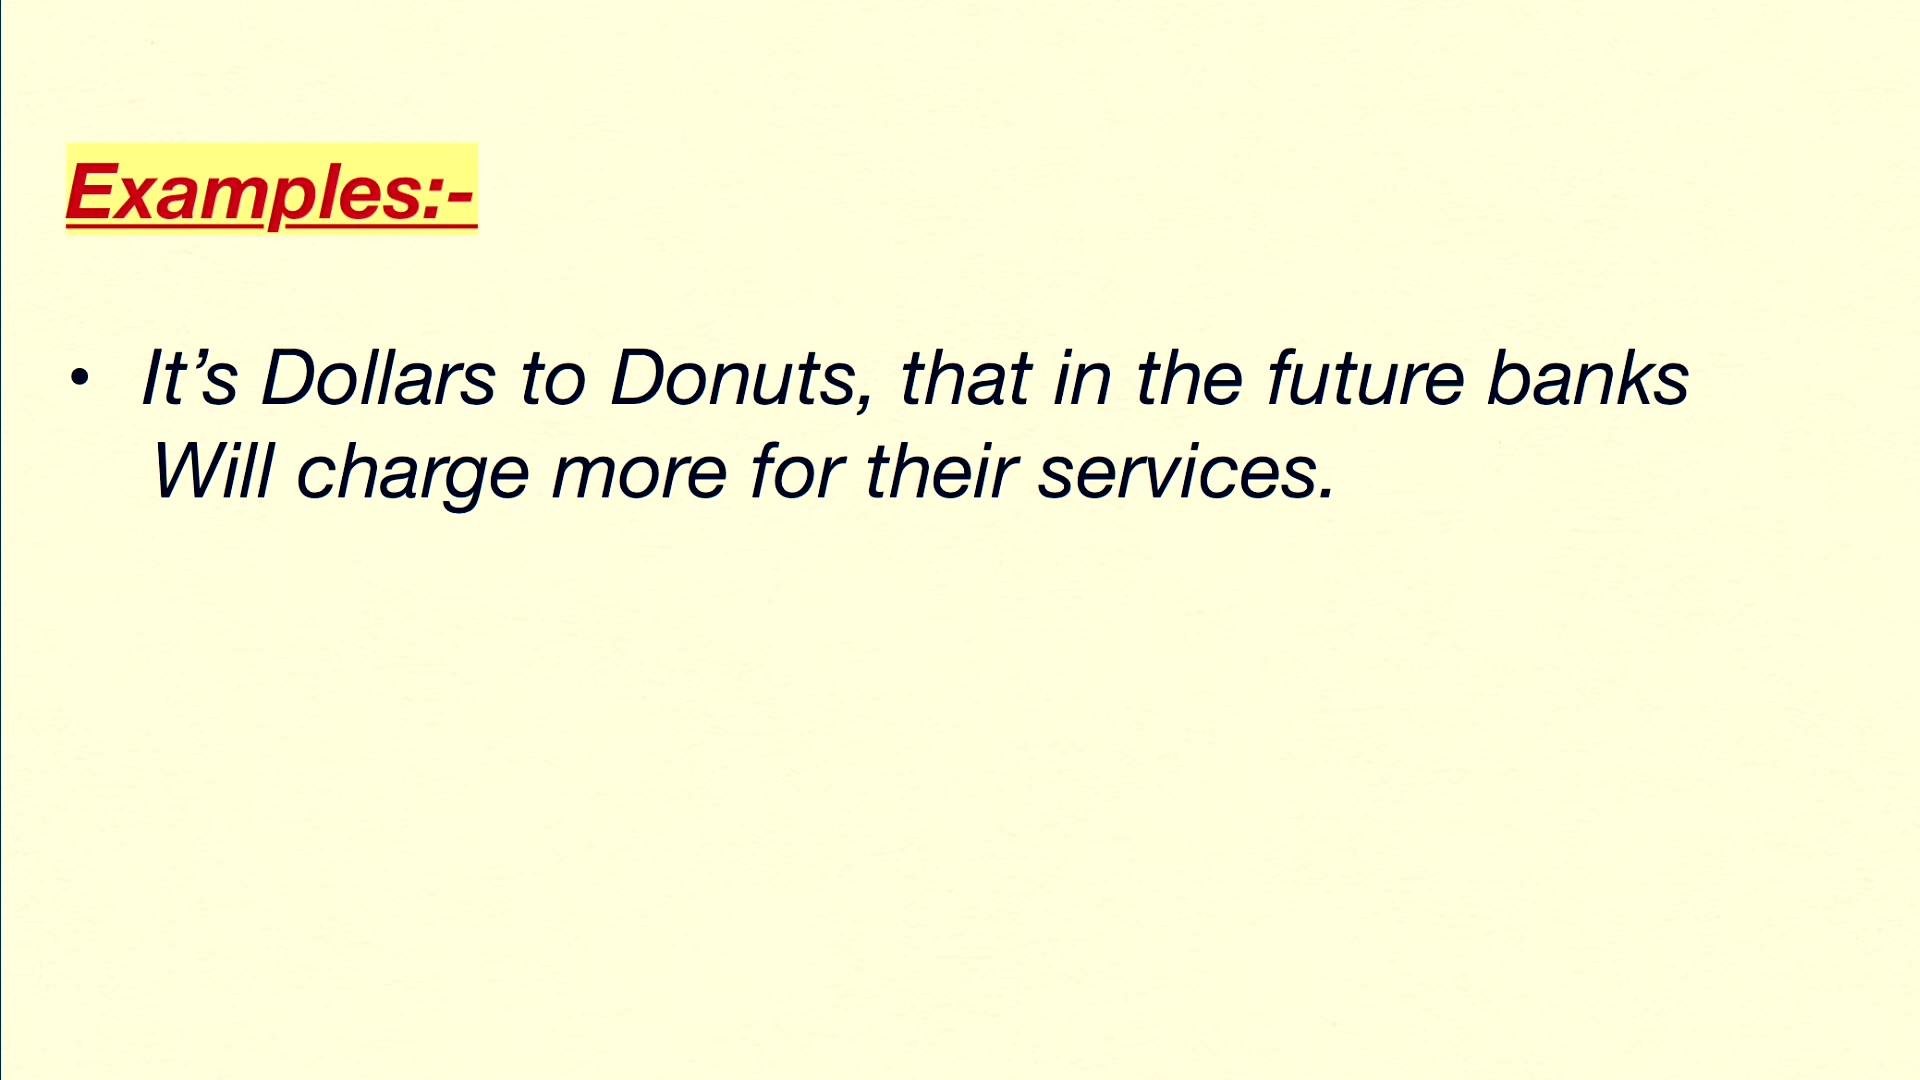 Examples:-
• It’s Dollars to Donuts, that in the future banks
Will charge more for their services.